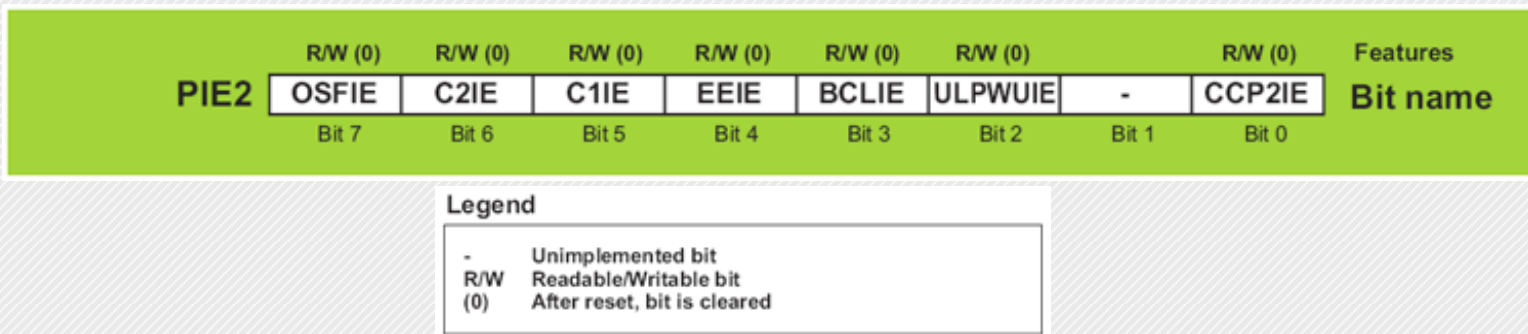 R/W (0) R/W (0) R/W (0) R/W (0) R/W (0) R/W (0) R/W (0) Features
PIE2 OSFIE C2IE C1IE EEIE BCLIE ULPWUIE - CCP2IE Bit name
Bit 7 Bit 6 Bit 5 Bit 4 Bit 3 Bit 2 Bit 1 Bit 0
Legend
- Unimplemented bit
R/W Readable/Writable bit
(0) After reset, bit is cleared